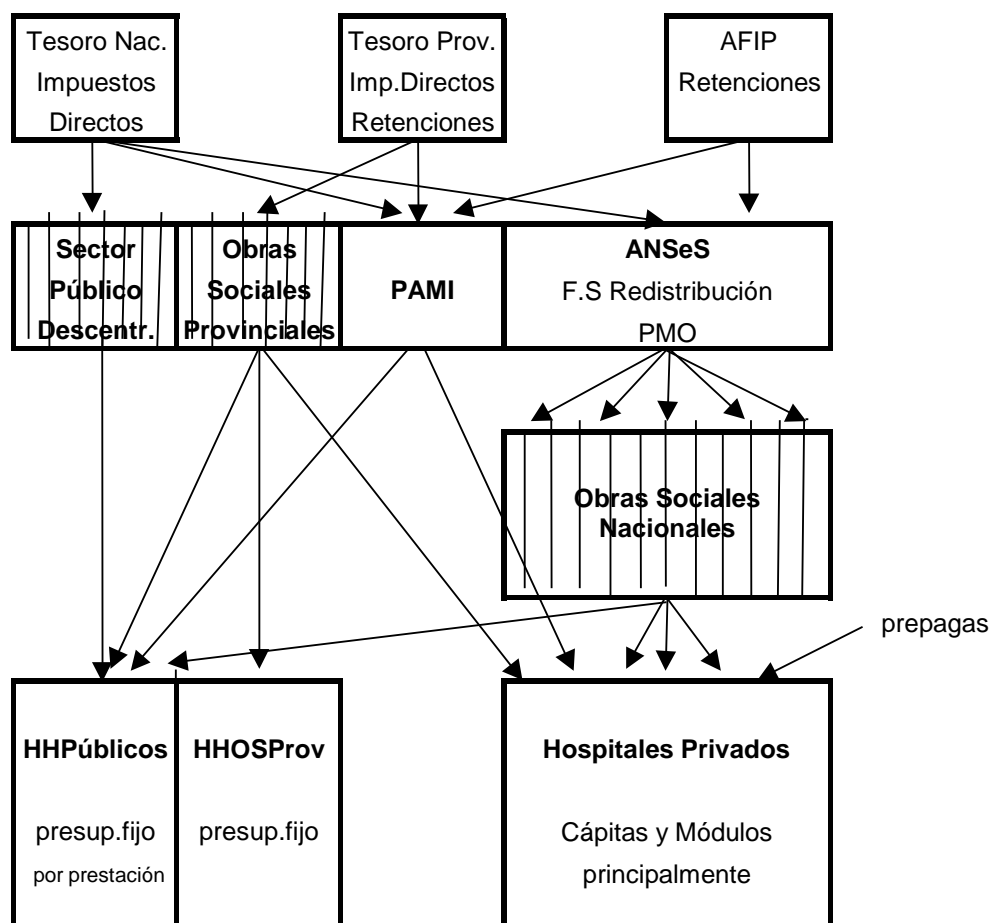 Tesoro Nac.
Impuestos
Directos
Tesoro Prov.
Imp.Directos
Retenciones
AFIP
Retenciones
Sector
Público
Descentr.
Obras
Sociales
Provinciales
PAMI
ANSeS
F.S Redistribución
PMO
Obras Sociales
Nacionales
prepagas
HHPúblicos
presup.fijo
por prestación
HHOSProv
presup.fijo
Hospitales Privados
Cápitas y Módulos
principalmente